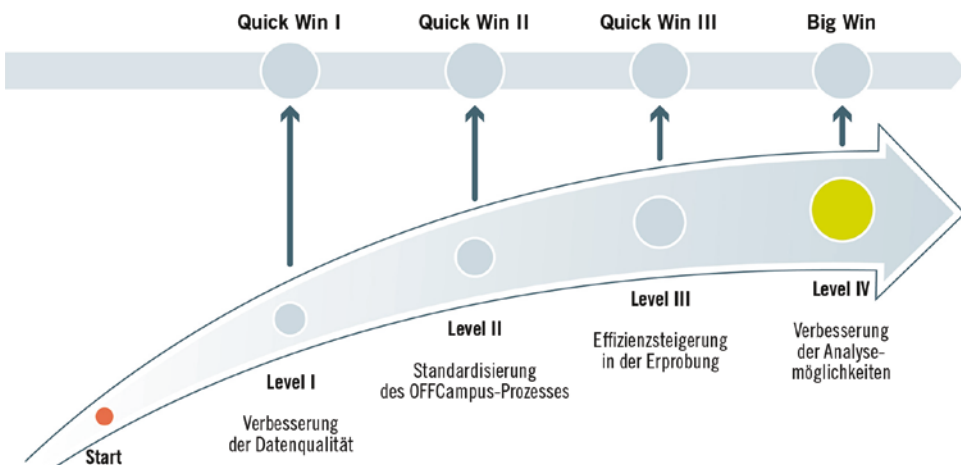 Quick Win I
Quick Win II
Quick Win III
Big Win
Start
Level I
Verbesserung
der Datenqualität
Level II
Standardisierung
des OFFCampus-Prozesses
Level III
Effizienzsteigerung
in der Erprobung
Level IV
Verbesserung
der Analyse-
möglichkeiten